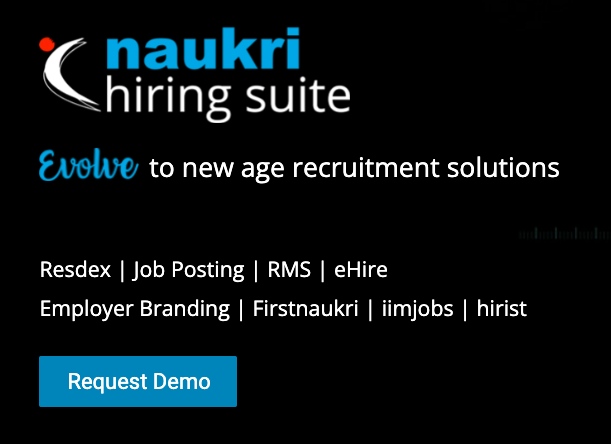 naukri
hiring suite
Evolve to new age recruitment solutions
Resdex | Job Posting | RMS | eHire
Employer Branding | Firstnaukri | iimjobs | hirist
Request Demo